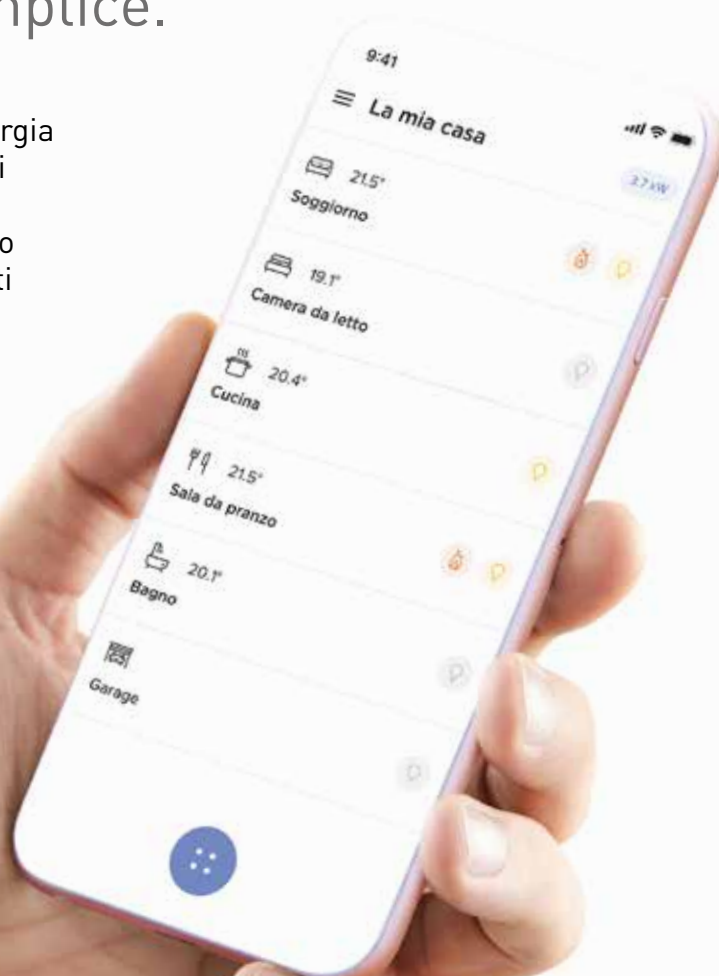 mplice.
rgia
i
o
ti
9:41
La mia casa
3.7 kW
21.5°
Soggiorno
19.1°
Camera da letto
20.4°
Cucina
21.5°
Sala da pranzo
20.1°
Bagno
Garage